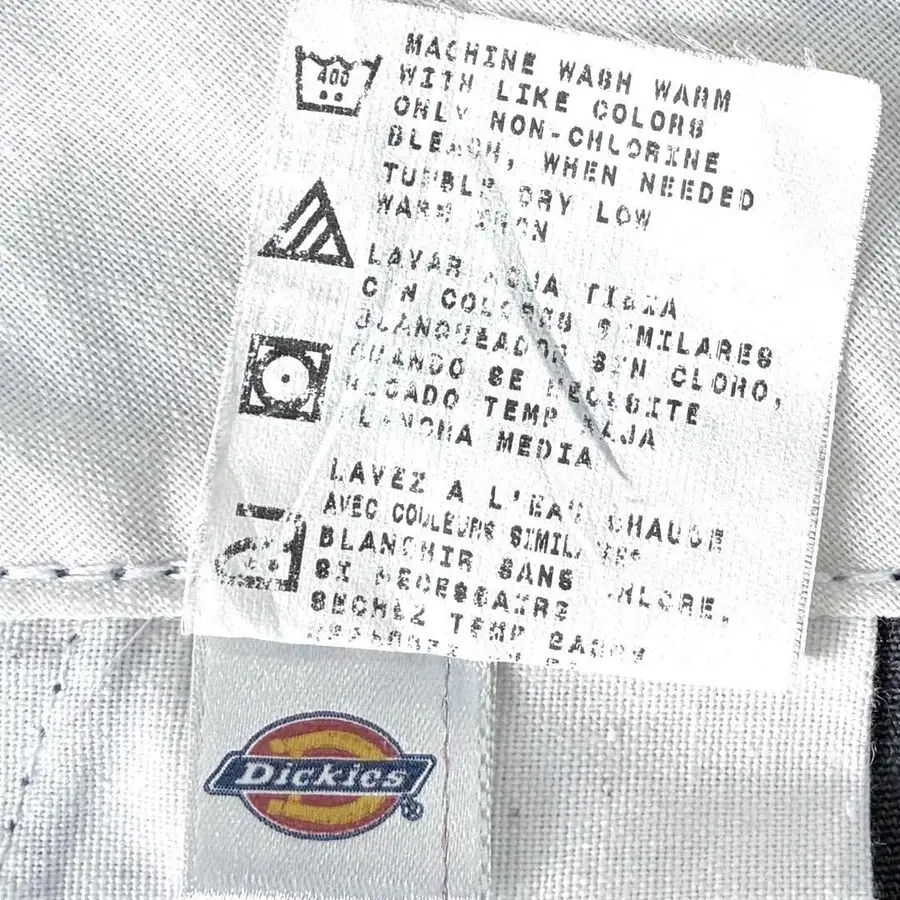 400
MACHINE WASH WARM
WITH LIKE COLORS
ONLY NON-CHLORINE
BLEACH, WHEN NEEDED
TUMBLE DRY LOW
WARM IRON
LAVAR AGUA TIBIA
CON COLORES SIMILARES
BLANQUEADOR SIN CLORO,
CUANDO SE NECESITE
SECADO TEMP BAJA
PLANCHA MEDIA
LAVEZ A L'EAU CHAUDE
AVEC COULEURS SIMILAIRES
BLANCHIR SANS CHLORE,
SI NECESSAIRE
SECHEZ TEMP
Dickies
®